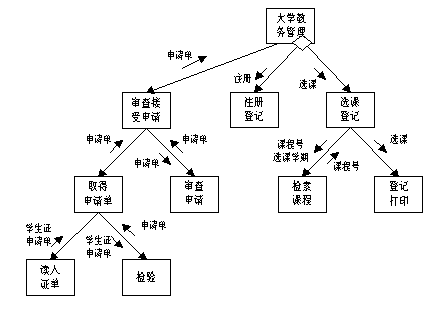 大学教
务管理
申请单
注册
选课
审查接
受申请
注册
登记
选课
登记
申请单
申请单
申请单
课程号
选课学期
课程号
选课
取得
申请单
审查
申请
检索
课程
登记
打印
学生证
申请单
学生证
申请单
申请单
读入
证单
检验